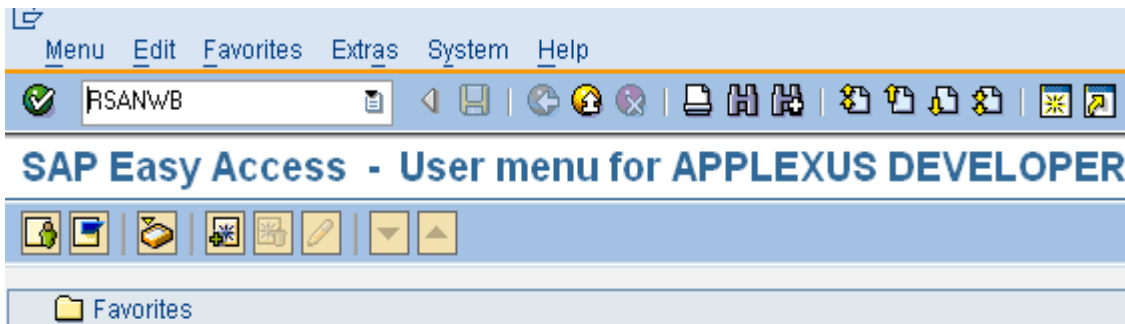 Menu Edit Favorites Extras System Help
RSANWB
SAP Easy Access - User menu for APPLEXUS DEVELOPER
Favorites